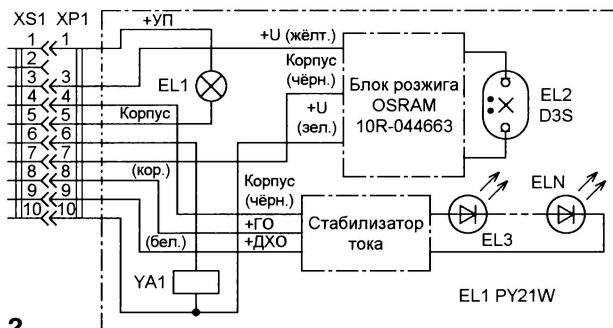 XS1 XP1
+УП
1 1
2
3 3
4 4
5 5
6 6
7 7
8 8
9 9
10 10
+U (жёлт.)
Корпус
(чёрн.)
+U
(зел.)
EL1
Корпус
Блок розжига
OSRAM
10R-044663
EL2
D3S
(кор.)
Корпус
(чёрн.)
+ГО
(бел.)
+ДХО
Стабилизатор
тока
ELN
EL3
YA1
EL1 PY21W